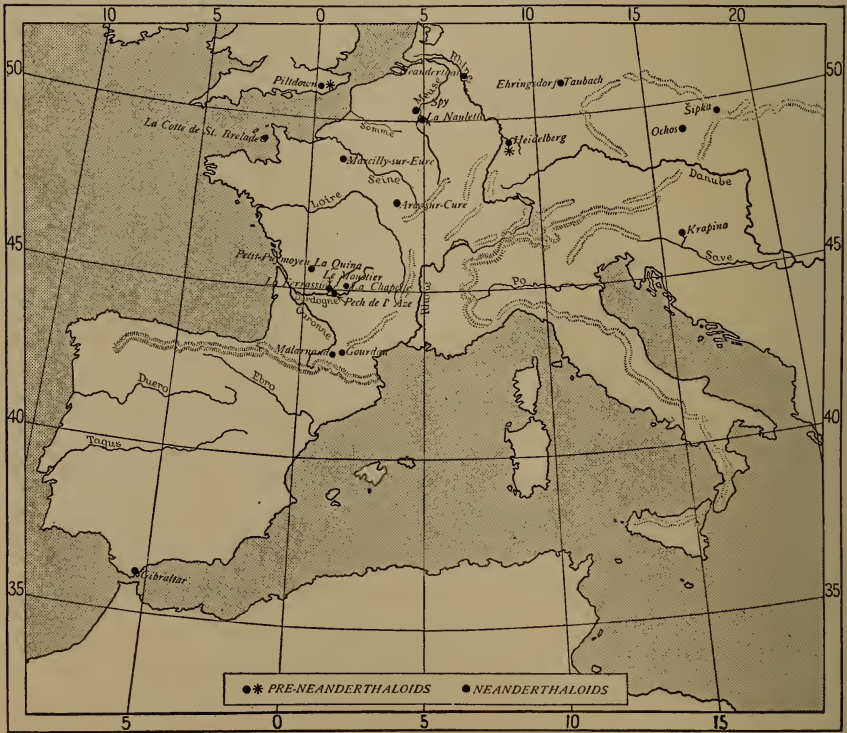 10 5 0 5 10 15 20
50
50
Piltdown
Rhine
Neanderthal
Meuse
Spy
La Naulette
Ehringsdorf Taubach
Šipka
Ochos
La Cotte de St. Brelade
Somme
Heidelberg
Marcilly-sur-Eure
Seine
Danube
Loire
Arcy-sur-Cure
Krapina
Save
45
45
Petit-Puymoyen La Quina
Le Moustier
La Ferrassie
La Chapelle
Dordogne
Pech de l'Aze
Rhône
Po
Garonne
Malarnaud
Gourdan
Duero
Ebro
40
40
Tagus
Gibraltar
35
35
PRE-NEANDERTHALOIDS
NEANDERTHALOIDS
5 0 5 10 15